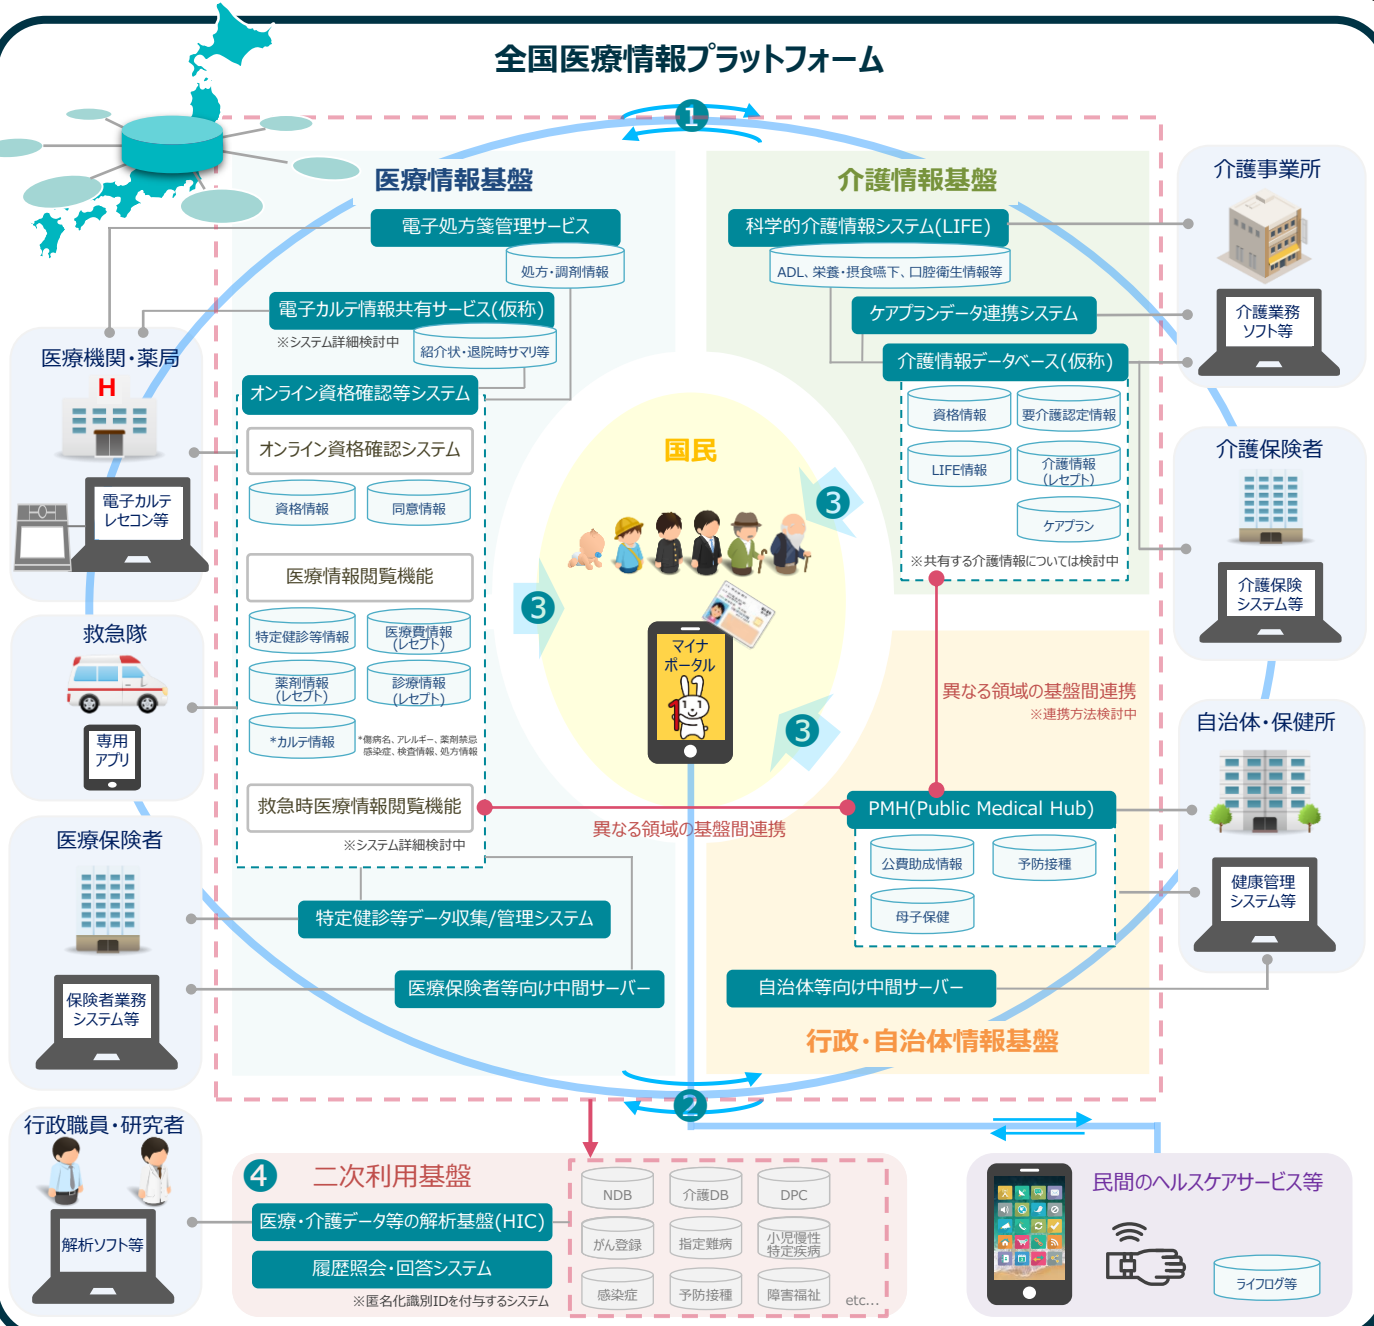 全国医療情報プラットフォーム
1
医療情報基盤
電子処方箋管理サービス
処方・調剤情報
電子カルテ情報共有サービス(仮称)
※システム詳細検討中
紹介状・退院時サマリ等
オンライン資格確認等システム
オンライン資格確認システム
資格情報
同意情報
医療情報閲覧機能
特定健診等情報
医療費情報
(レセプト)
薬剤情報
(レセプト)
診療情報
(レセプト)
*カルテ情報
*傷病名、アレルギー、薬剤禁忌
感染症、検査情報、処方情報
救急時医療情報閲覧機能
※システム詳細検討中
特定健診等データ収集/管理システム
医療保険者等向け中間サーバー
介護情報基盤
科学的介護情報システム(LIFE)
ADL、栄養・摂食嚥下、口腔衛生情報等
ケアプランデータ連携システム
介護情報データベース(仮称)
資格情報
要介護認定情報
LIFE情報
介護情報
(レセプト)
ケアプラン
※共有する介護情報については検討中
国民
3
3
3
マイナ
ポータル
1
異なる領域の基盤間連携
※連携方法検討中
異なる領域の基盤間連携
PMH(Public Medical Hub)
公費助成情報
予防接種
母子保健
自治体等向け中間サーバー
行政・自治体情報基盤
2
医療機関・薬局
H
電子カルテ
レセコン等
救急隊
専用
アプリ
医療保険者
保険者業務
システム等
行政職員・研究者
解析ソフト等
介護事業所
介護業務
ソフト等
介護保険者
介護保険
システム等
自治体・保健所
健康管理
システム等
4
二次利用基盤
医療・介護データ等の解析基盤(HIC)
履歴照会・回答システム
※匿名化識別IDを付与するシステム
NDB
介護DB
DPC
がん登録
指定難病
小児慢性
特定疾病
感染症
予防接種
障害福祉
etc...
民間のヘルスケアサービス等
ライフログ等